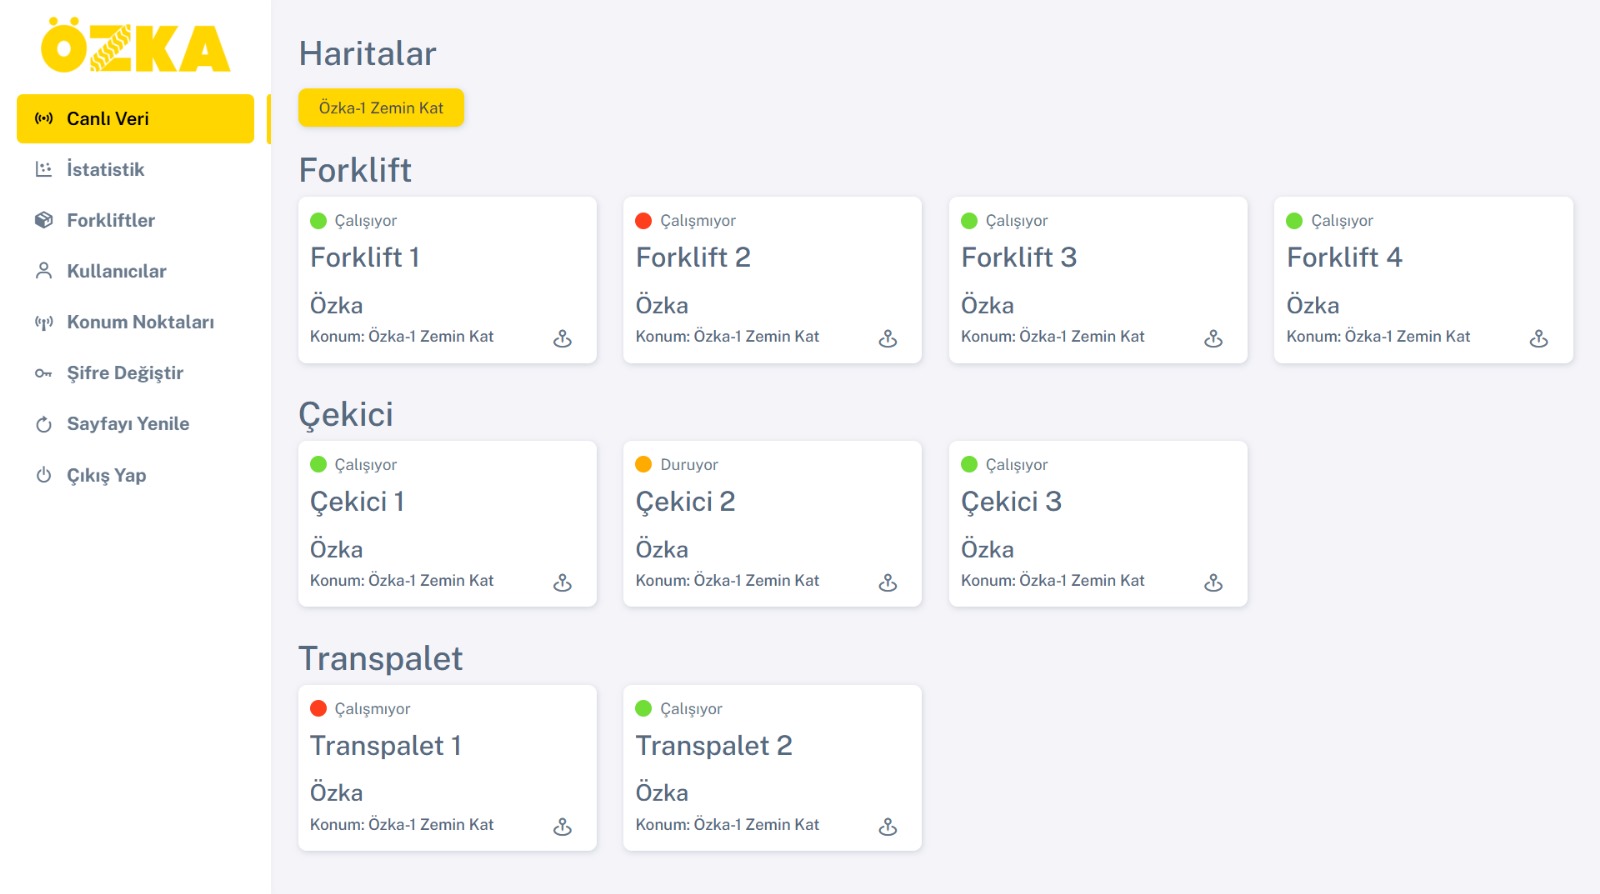 ÖZKA
Canlı Veri
İstatistik
Forkliftler
Kullanıcılar
Konum Noktaları
Şifre Değiştir
Sayfayı Yenile
Çıkış Yap
Haritalar
Özka-1 Zemin Kat
Forklift
Çalışıyor
Forklift 1
Özka
Konum: Özka-1 Zemin Kat
Çalışmıyor
Forklift 2
Özka
Konum: Özka-1 Zemin Kat
Çalışıyor
Forklift 3
Özka
Konum: Özka-1 Zemin Kat
Çalışıyor
Forklift 4
Özka
Konum: Özka-1 Zemin Kat
Çekici
Çalışıyor
Çekici 1
Özka
Konum: Özka-1 Zemin Kat
Duruyor
Çekici 2
Özka
Konum: Özka-1 Zemin Kat
Çalışıyor
Çekici 3
Özka
Konum: Özka-1 Zemin Kat
Transpalet
Çalışmıyor
Transpalet 1
Özka
Konum: Özka-1 Zemin Kat
Çalışıyor
Transpalet 2
Özka
Konum: Özka-1 Zemin Kat